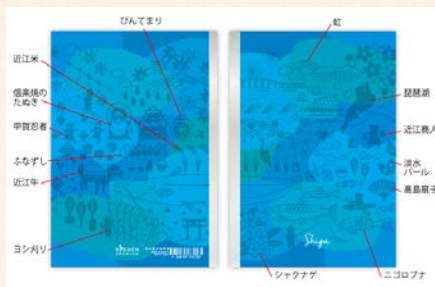 びんてまり
近江米
信楽焼の
たぬき
甲賀忍者
ふなずし
近江牛
ヨシ刈り
虹
琵琶湖
近江商人
淡水
パール
高島扇子
シャクナゲ
ニゴロブナ
Shiga